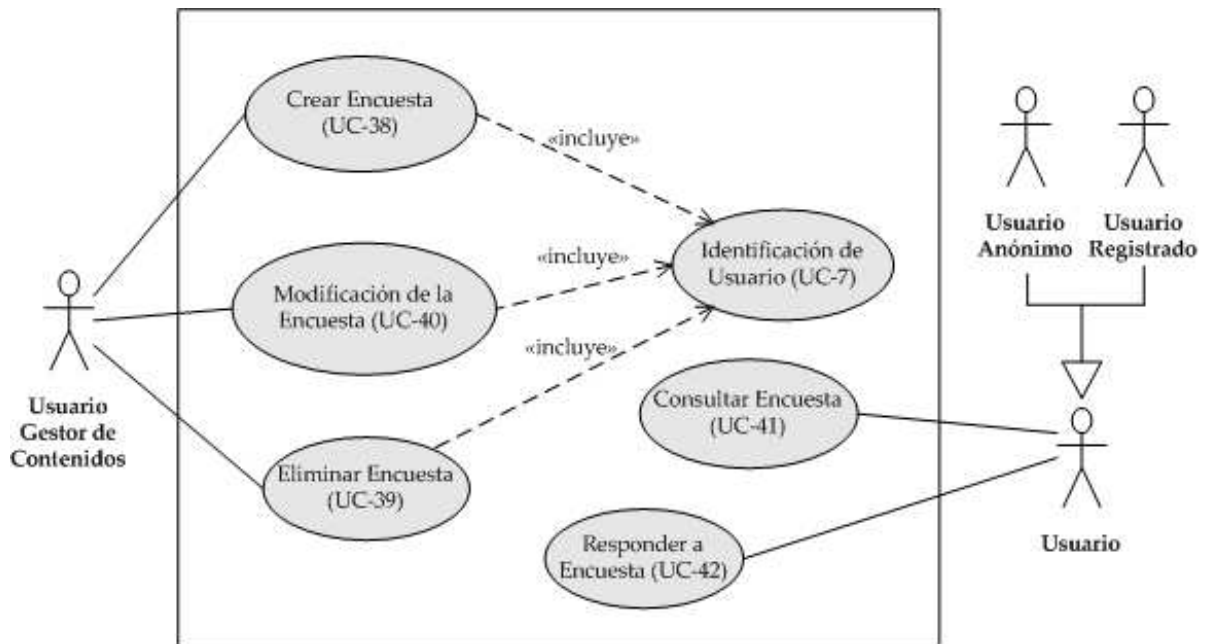 Crear Encuesta
(UC-38)
«incluye»
Usuario
Anónimo
Usuario
Registrado
Identificación de
Usuario (UC-7)
«incluye»
Modificación de la
Encuesta (UC-40)
«incluye»
Usuario
Gestor de
Contenidos
Consultar Encuesta
(UC-41)
Eliminar Encuesta
(UC-39)
Responder a
Encuesta (UC-42)
Usuario